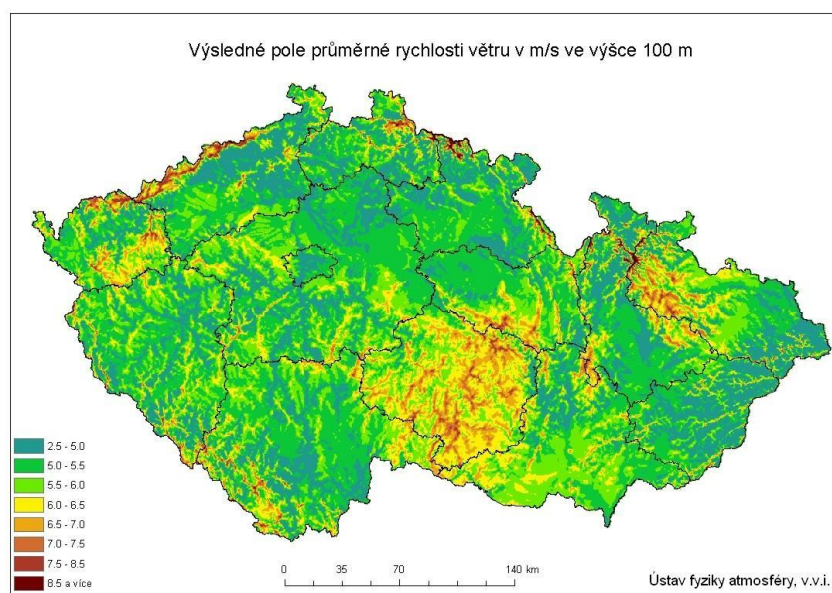 Výsledné pole průměrné rychlosti větru v m/s ve výšce 100 m
2.5 - 5.0
5.0 - 5.5
5.5 - 6.0
6.0 - 6.5
6.5 - 7.0
7.0 - 7.5
7.5 - 8.5
8.5 a více
0 35 70 140 km
Ústav fyziky atmosféry, v.v.i.